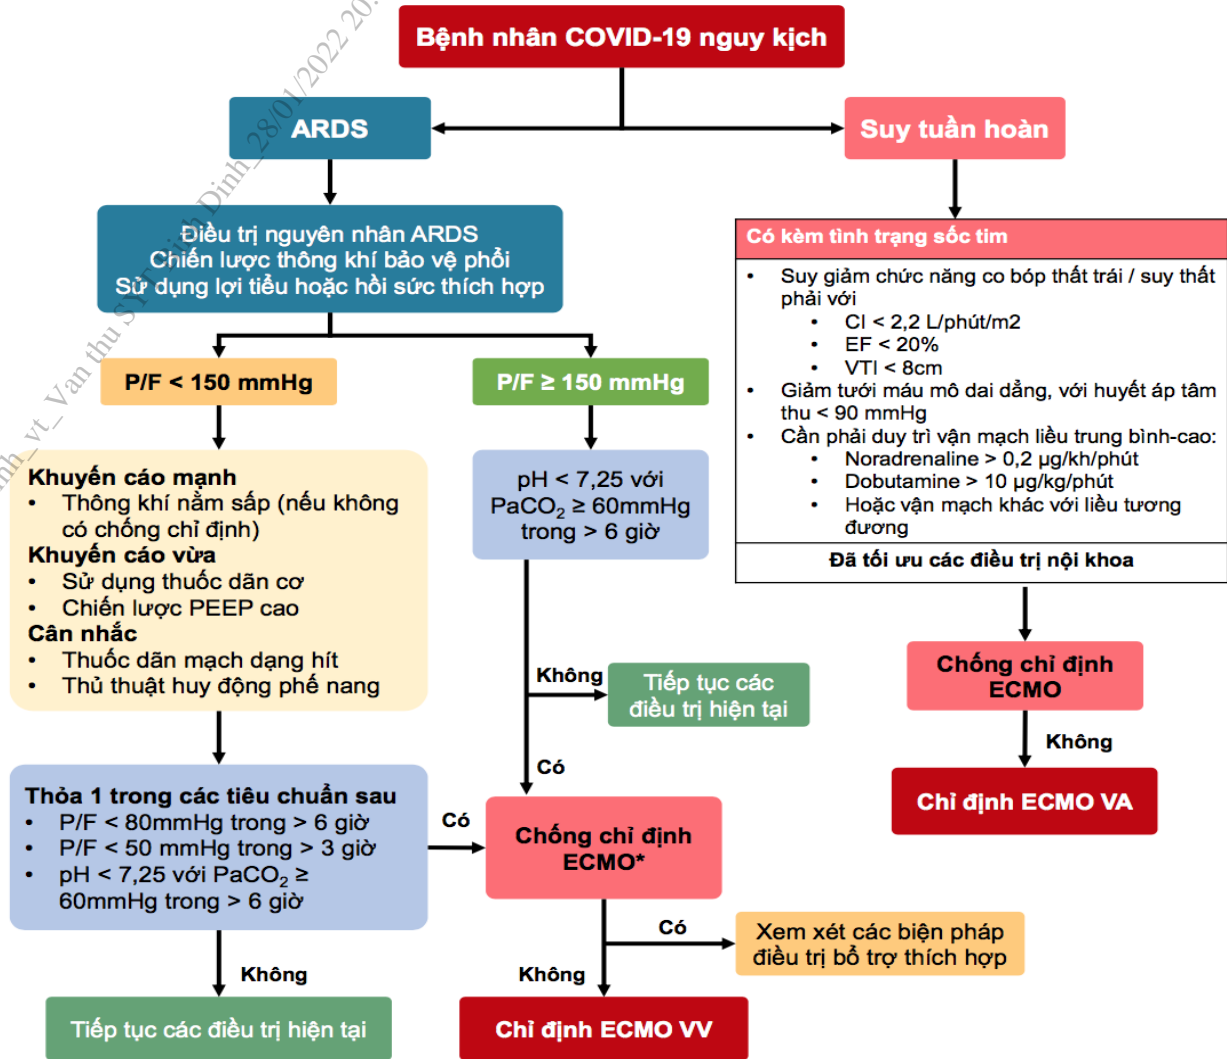 Bệnh nhân COVID-19 nguy kịch
ARDS
Suy tuần hoàn
Điều trị nguyên nhân ARDS
Chiến lược thông khí bảo vệ phổi
Sử dụng lợi tiểu hoặc hồi sức thích hợp
Có kèm tình trạng sốc tim
• Suy giảm chức năng co bóp thất trái / suy thất
phải với
• CI < 2,2 L/phút/m2
• EF < 20%
• VTI < 8cm
• Giảm tưới máu mô dai dẳng, với huyết áp tâm
thu < 90 mmHg
• Cần phải duy trì vận mạch liều trung bình-cao:
• Noradrenaline > 0,2 µg/kh/phút
• Dobutamine > 10 µg/kg/phút
• Hoặc vận mạch khác với liều tương
đương
Đã tối ưu các điều trị nội khoa
P/F < 150 mmHg
P/F ≥ 150 mmHg
Khuyến cáo mạnh
• Thông khí nằm sấp (nếu không
có chống chỉ định)
Khuyến cáo vừa
• Sử dụng thuốc dãn cơ
• Chiến lược PEEP cao
Cân nhắc
• Thuốc dãn mạch dạng hít
• Thủ thuật huy động phế nang
pH < 7,25 với
PaCO₂ ≥ 60mmHg
trong > 6 giờ
Không
Tiếp tục các
điều trị hiện tại
Có
Chống chỉ định
ECMO
Không
Chỉ định ECMO VA
Thỏa 1 trong các tiêu chuẩn sau
• P/F < 80mmHg trong > 6 giờ
• P/F < 50 mmHg trong > 3 giờ
• pH < 7,25 với PaCO₂ ≥
60mmHg trong > 6 giờ
Có
Chống chỉ định
ECMO*
Có
Xem xét các biện pháp
điều trị bổ trợ thích hợp
Không
Không
Tiếp tục các điều trị hiện tại
Chỉ định ECMO VV
inh_vt_Van thu SYT Binh Dinh_28/01/2022 20: